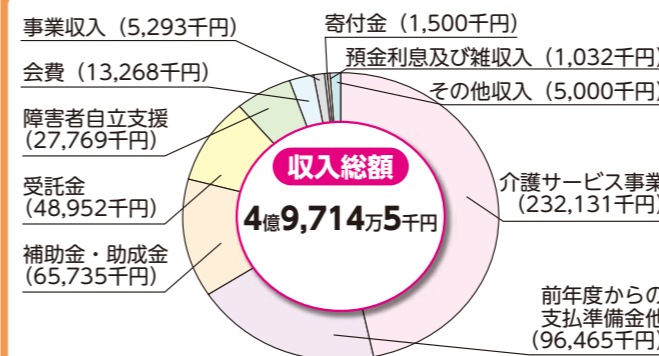 事業収入（5,293千円）
会費（13,268千円）
障害者自立支援
（27,769千円）
受託金
（48,952千円）
補助金・助成金
（65,735千円）
寄付金（1,500千円）
預金利息及び雑収入（1,032千円）
その他収入（5,000千円）
介護サービス事業
（232,131千円）
前年度からの
支払準備金他
（96,465千円）
収入総額
4億9,714万5千円